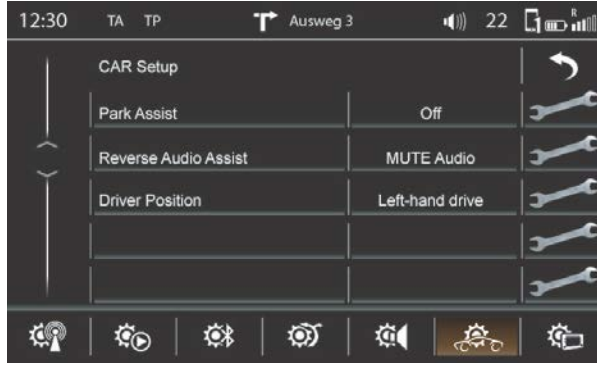 12:30 TA TP Ausweg 3 22 1 R
CAR Setup
Park Assist Off
Reverse Audio Assist MUTE Audio
Driver Position Left-hand drive